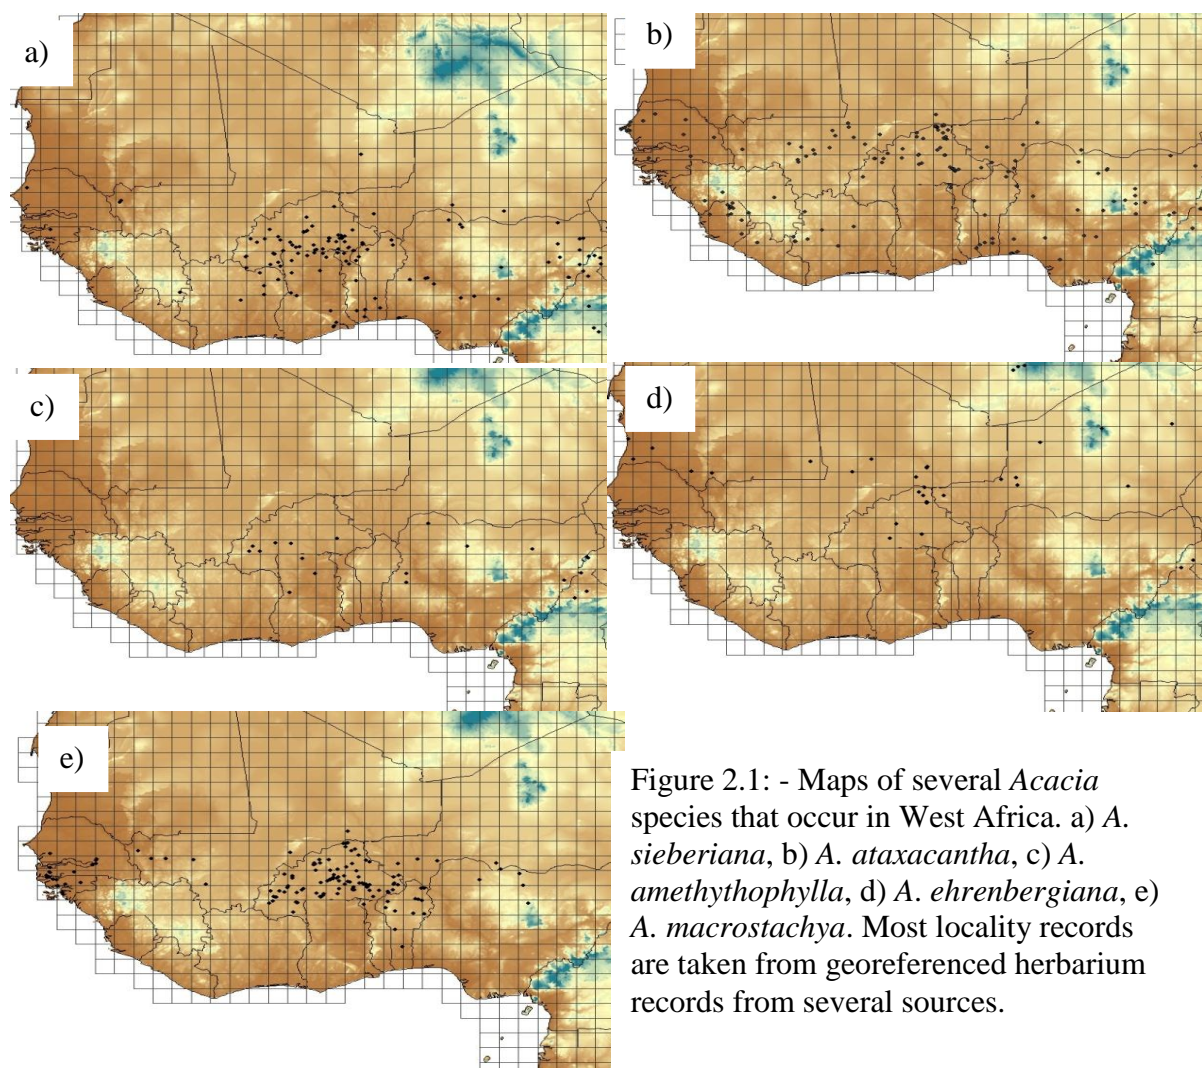 a)
b)
c)
d)
e)
Figure 2.1: - Maps of several Acacia
species that occur in West Africa. a) A.
sieberiana, b) A. ataxacantha, c) A.
amethythophylla, d) A. ehrenbergiana, e)
A. macrostachya. Most locality records
are taken from georeferenced herbarium
records from several sources.